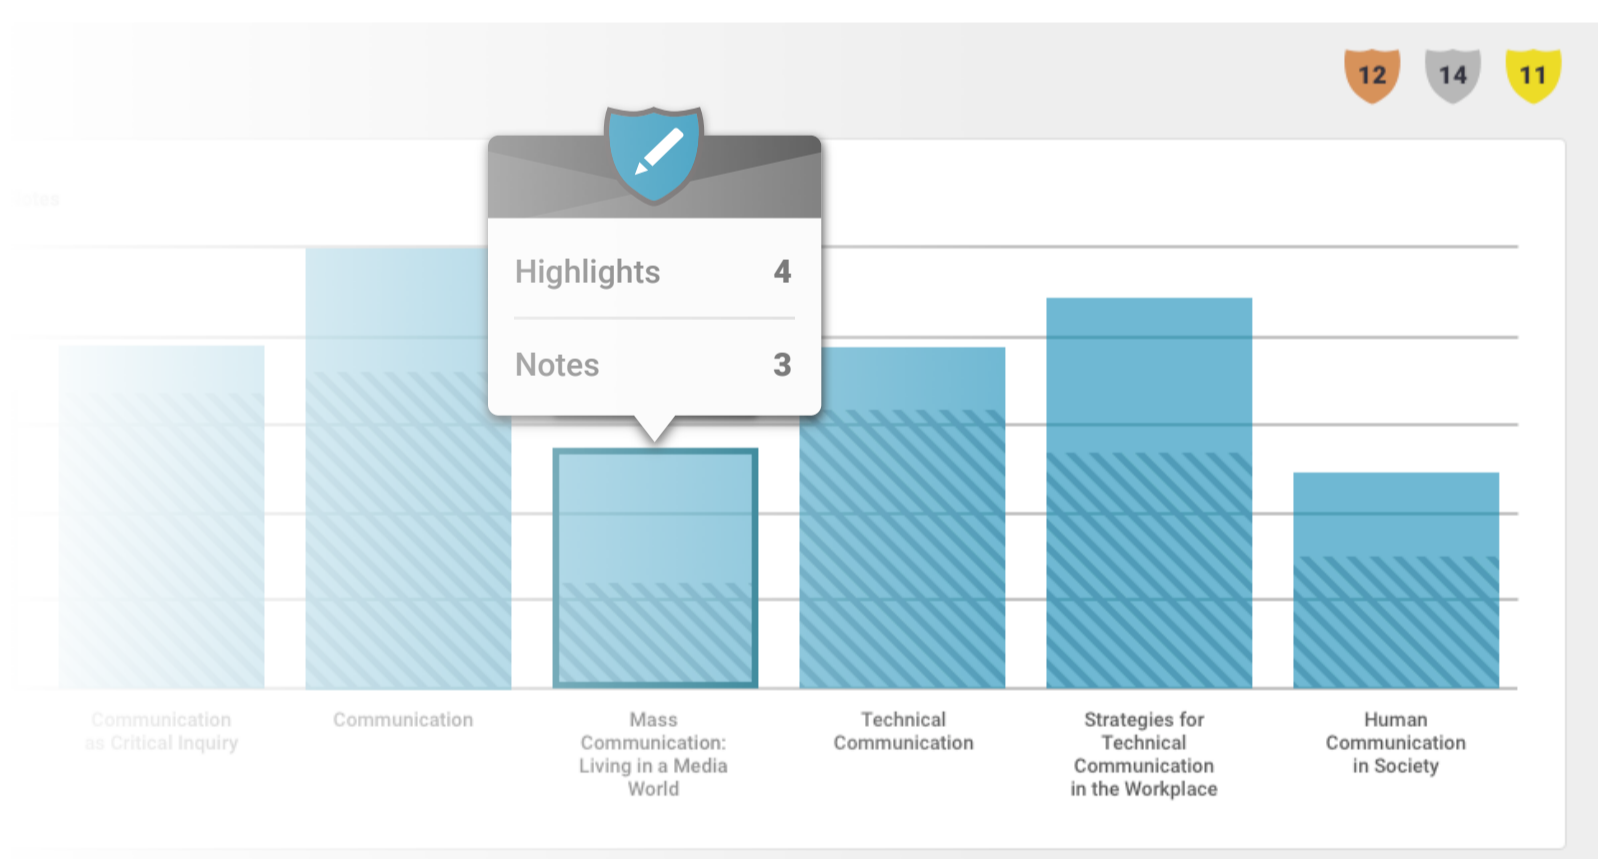 12 14 11
Notes
Highlights 4
Notes 3
Communication
as Critical Inquiry
Communication
Mass
Communication:
Living in a Media
World
Technical
Communication
Strategies for
Technical
Communication
in the Workplace
Human
Communication
in Society